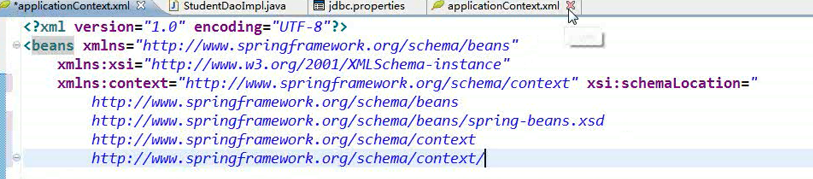 *applicationContext.xml StudentDaoImpl.java jdbc.properties applicationContext.xml
<?xml version="1.0" encoding="UTF-8"?>
<beans xmlns="http://www.springframework.org/schema/beans"
xmlns:xsi="http://www.w3.org/2001/XMLSchema-instance"
xmlns:context="http://www.springframework.org/schema/context" xsi:schemaLocation="
http://www.springframework.org/schema/beans
http://www.springframework.org/schema/beans/spring-beans.xsd
http://www.springframework.org/schema/context
http://www.springframework.org/schema/context/